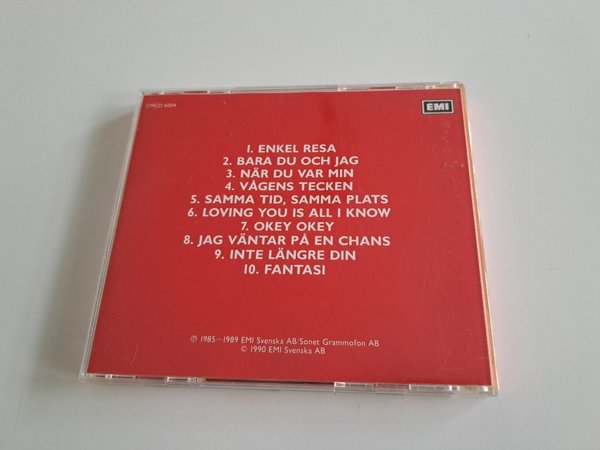 CMCD 6004
EMI
1. ENKEL RESA
2. BARA DU OCH JAG
3. NÄR DU VAR MIN
4. VÅGENS TECKEN
5. SAMMA TID, SAMMA PLATS
6. LOVING YOU IS ALL I KNOW
7. OKEY OKEY
8. JAG VÄNTAR PÅ EN CHANS
9. INTE LÄNGRE DIN
10. FANTASI
℗ 1985–1989 EMI Svenska AB/Sonet Grammofon AB
© 1990 EMI Svenska AB